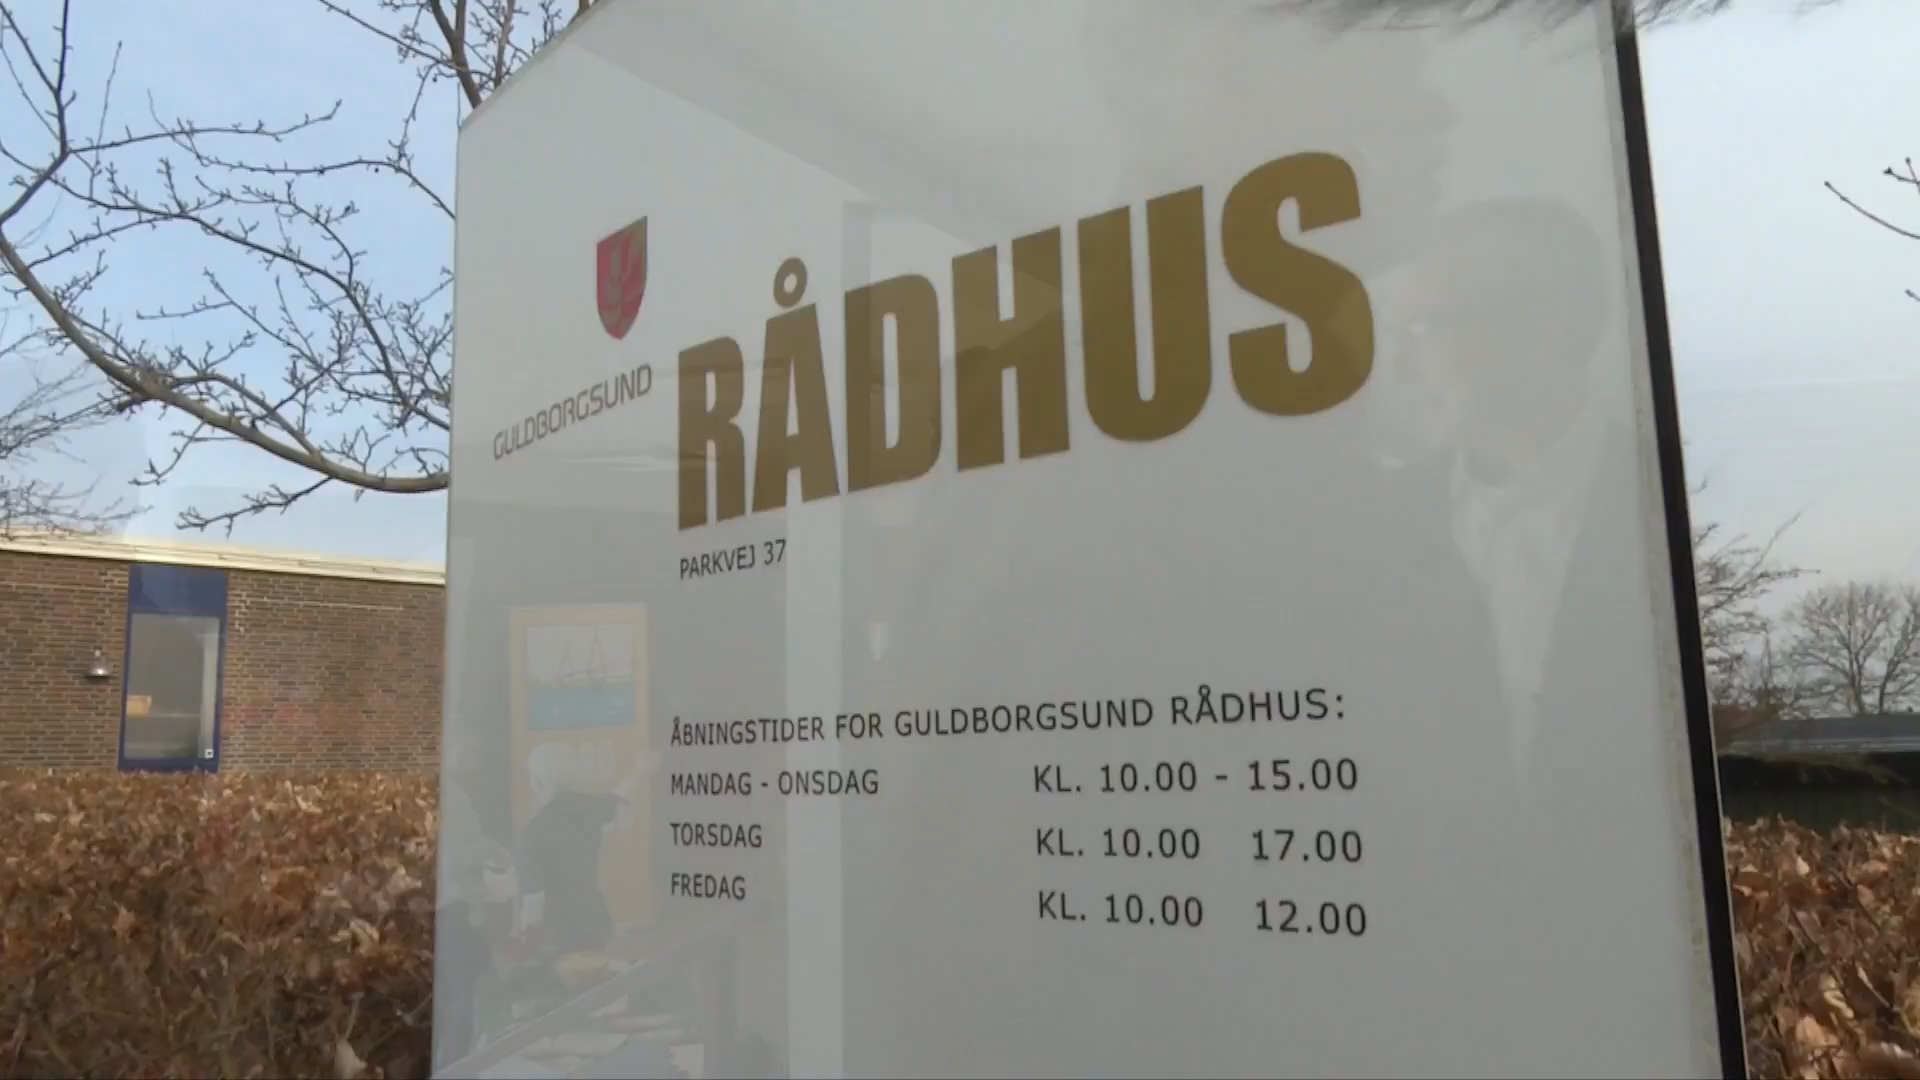 GULDBORGSUND
RÅDHUS
PARKVEJ 37
ÅBNINGSTIDER FOR GULDBORGSUND RÅDHUS:
MANDAG - ONSDAG KL. 10.00 - 15.00
TORSDAG KL. 10.00 17.00
FREDAG KL. 10.00 12.00